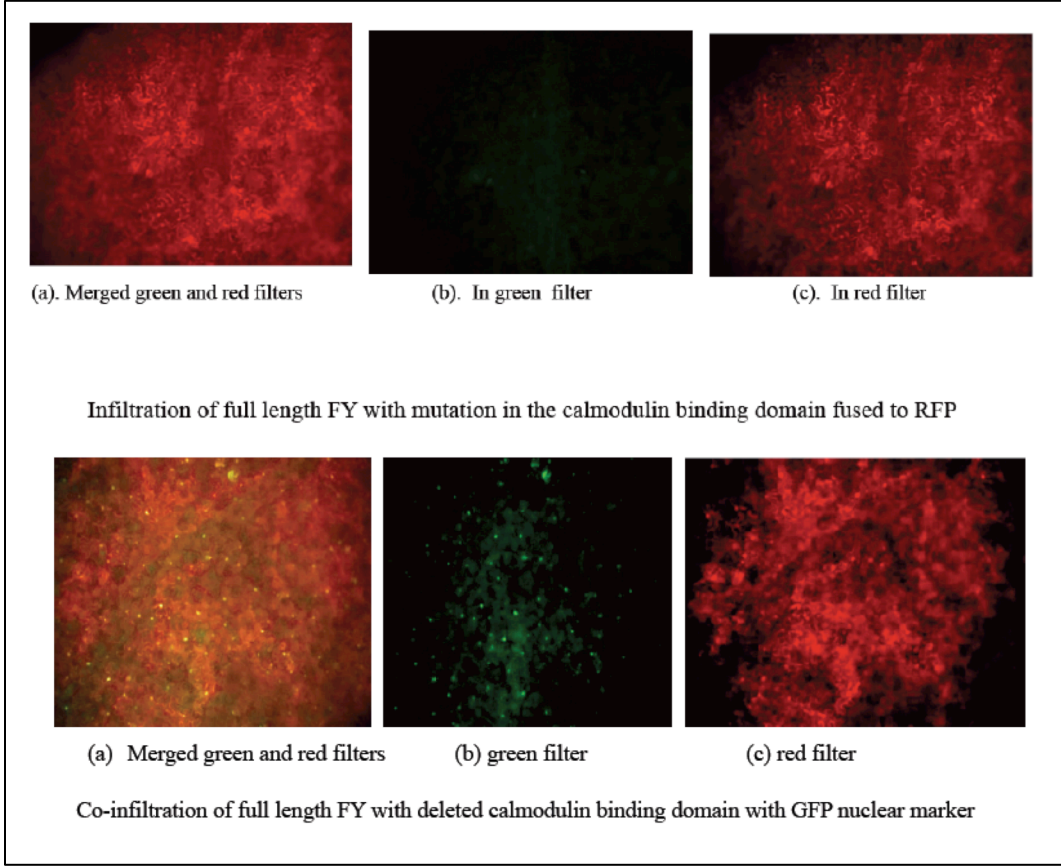 (a). Merged green and red filters
(b). In green filter
(c). In red filter
Infiltration of full length FY with mutation in the calmodulin binding domain fused to RFP
(a) Merged green and red filters
(b) green filter
(c) red filter
Co-infiltration of full length FY with deleted calmodulin binding domain with GFP nuclear marker